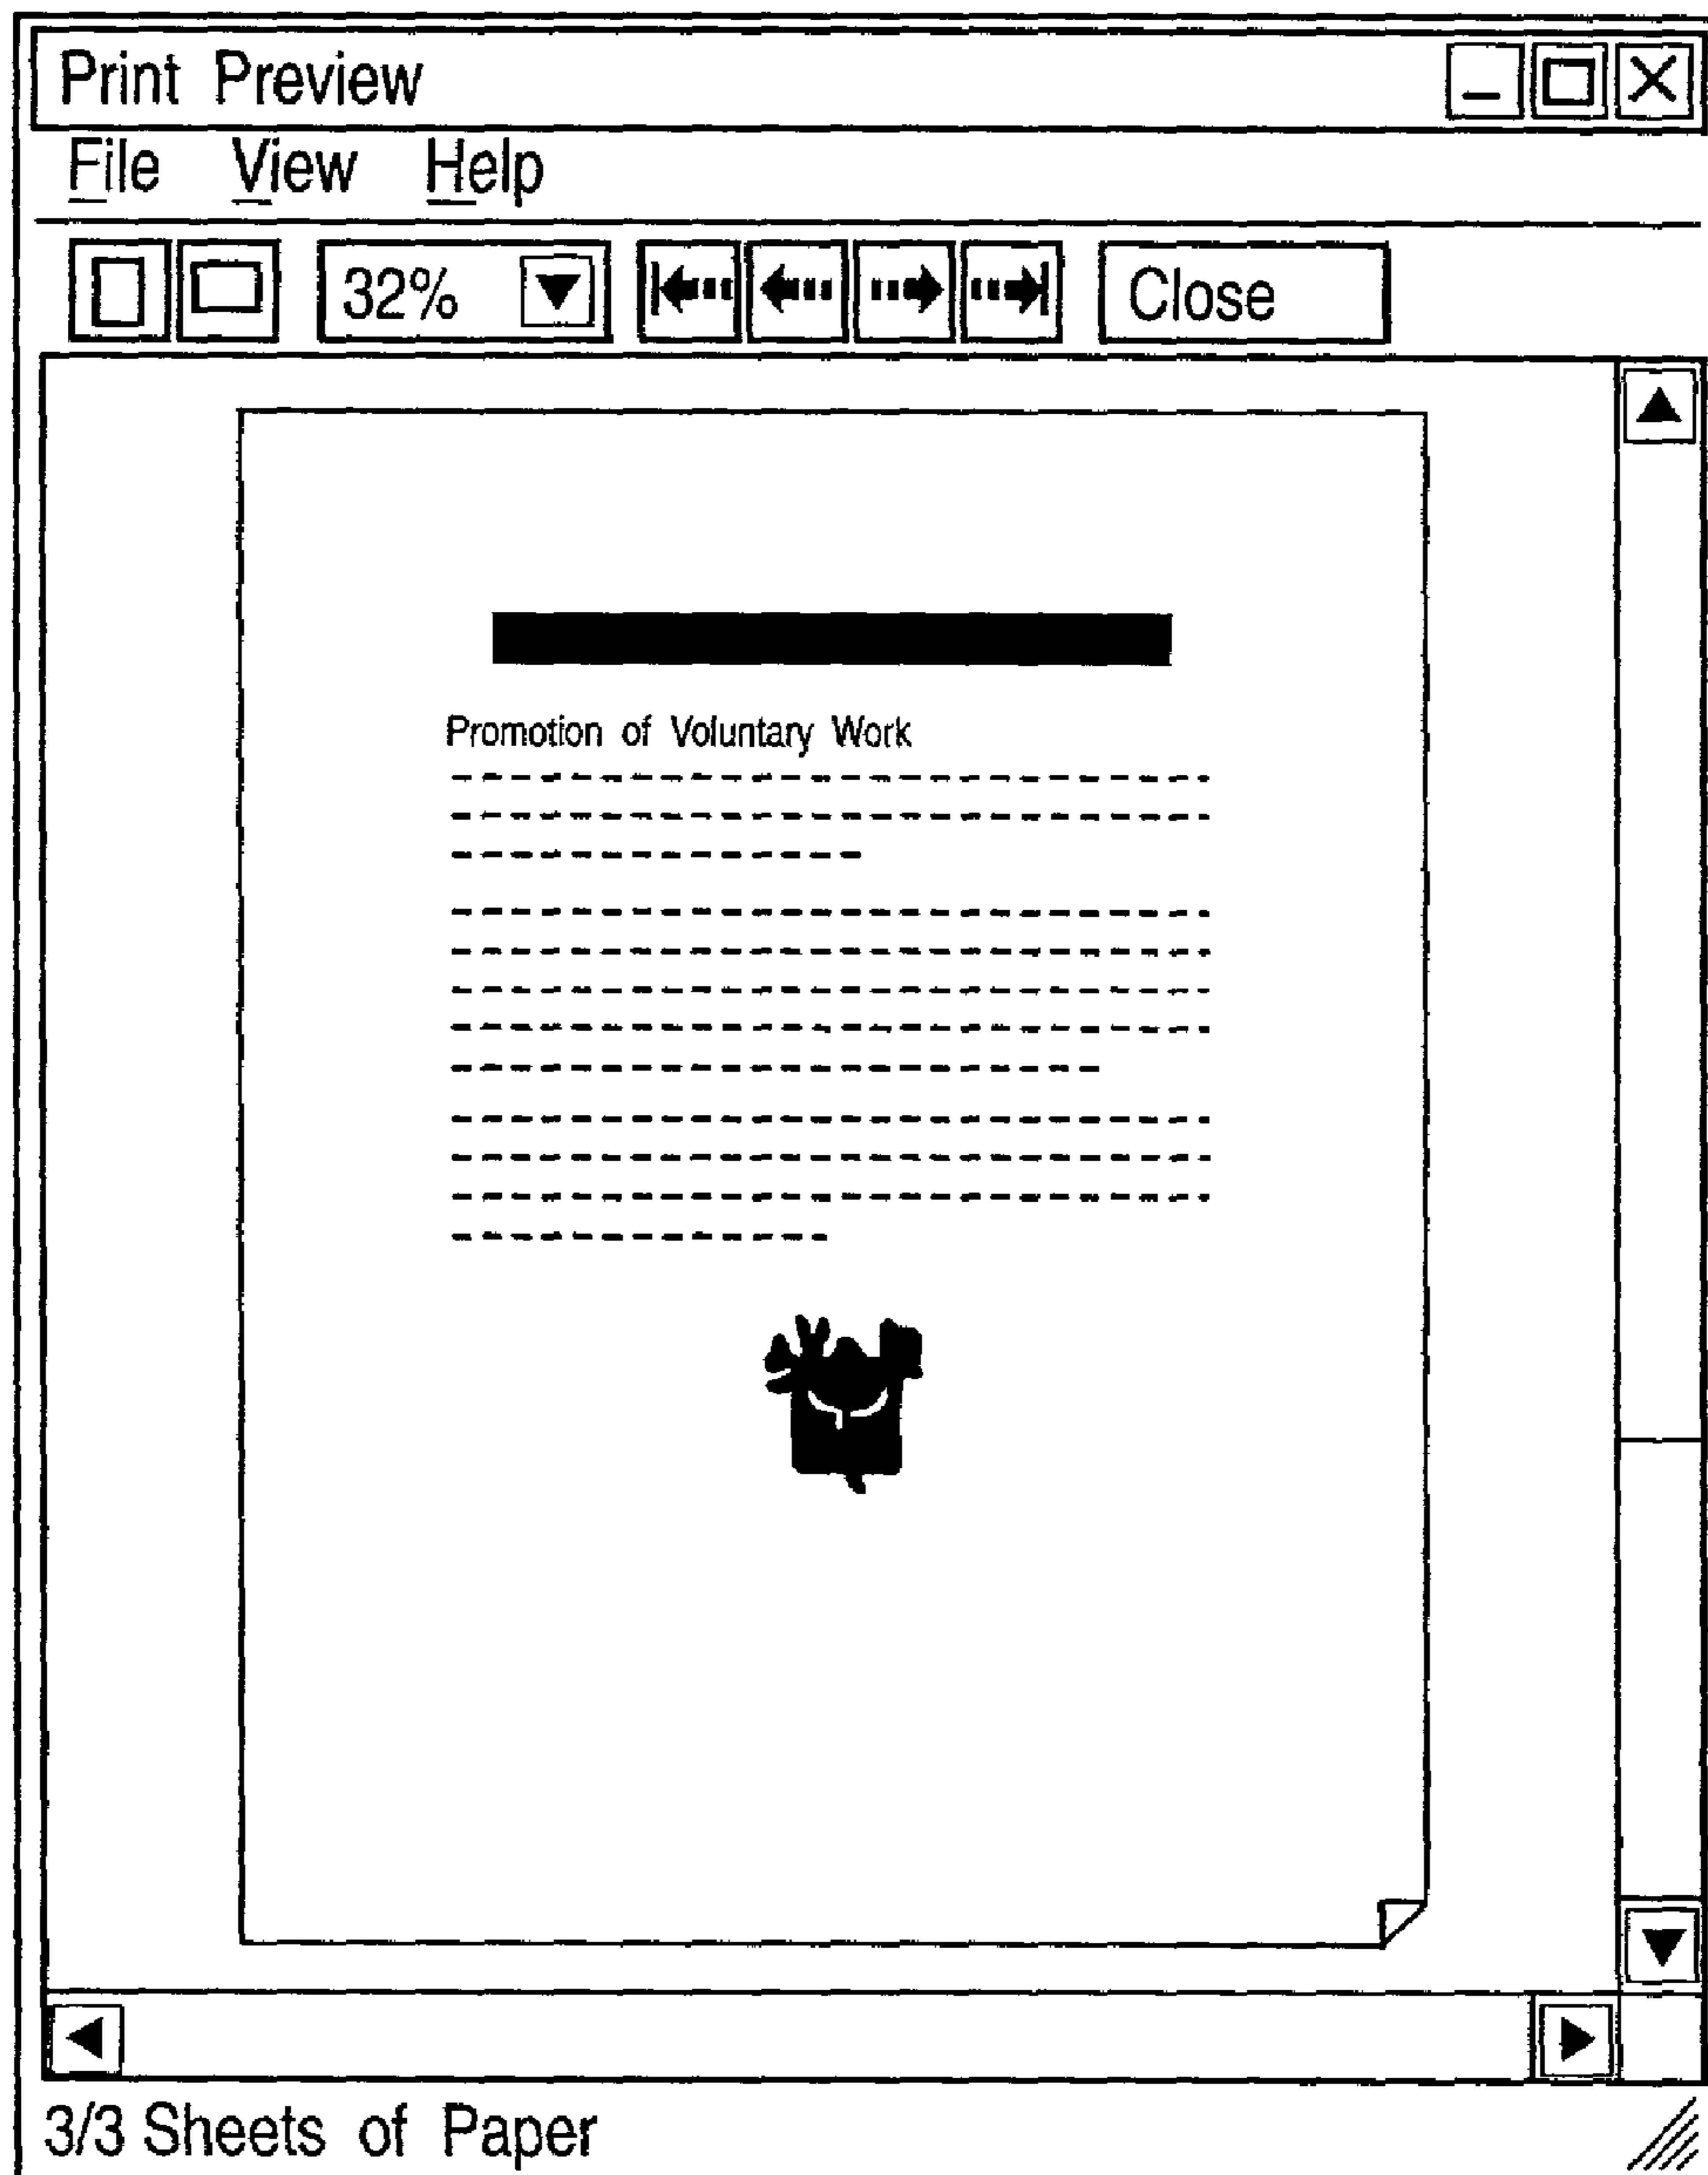 Print Preview
File View Help
32% Close
Promotion of Voluntary Work
3/3 Sheets of Paper